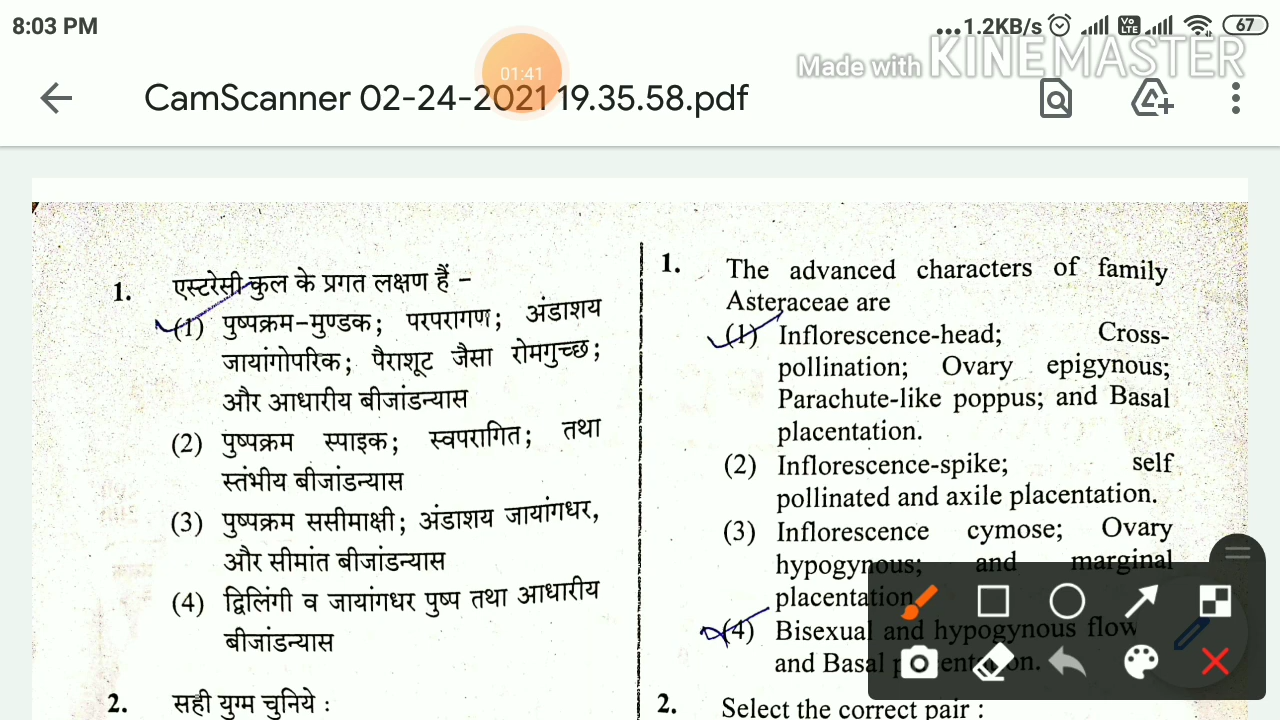 8:03 PM
...1.2KB/s
Vo LTE
67
Made with KINEMASTER
01:41
CamScanner 02-24-2021 19.35.58.pdf
1. एस्टरेसी कुल के प्रगत लक्षण हैं –
(1) पुष्पक्रम-मुण्डक; परपरागण; अंडाशय
जायांगोपरिक; पैराशूट जैसा रोमगुच्छ;
और आधारीय बीजांडन्यास
(2) पुष्पक्रम स्पाइक; स्वपरागित; तथा
स्तंभीय बीजांडन्यास
(3) पुष्पक्रम ससीमाक्षी; अंडाशय जायांगधर,
और सीमांत बीजांडन्यास
(4) द्विलिंगी व जायांगधर पुष्प तथा आधारीय
बीजांडन्यास
2. सही युग्म चुनिये :
1. The advanced characters of family
Asteraceae are
(1) Inflorescence-head; Cross-
pollination; Ovary epigynous;
Parachute-like poppus; and Basal
placentation.
(2) Inflorescence-spike; self
pollinated and axile placentation.
(3) Inflorescence cymose; Ovary
hypogynous; and marginal
placentation
(4) Bisexual and hypogynous flow
and Basal
2. Select the correct pair :